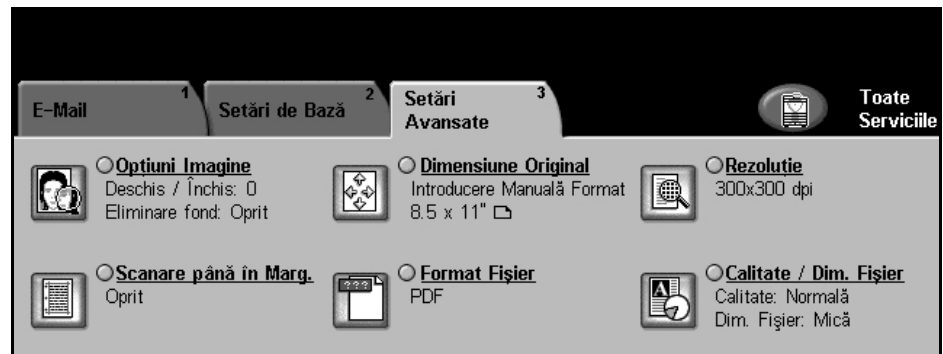 E-Mail
1
Setări de Bază
2
Setări
Avansate
3
Toate
Serviciile
Opțiuni Imagine
Deschis / Închis: 0
Eliminare fond: Oprit
Dimensiune Original
Introducere Manuală Format
8.5 x 11"
Rezoluție
300x300 dpi
Scanare până în Marg.
Oprit
???
Format Fișier
PDF
A
Calitate / Dim. Fișier
Calitate: Normală
Dim. Fișier: Mică